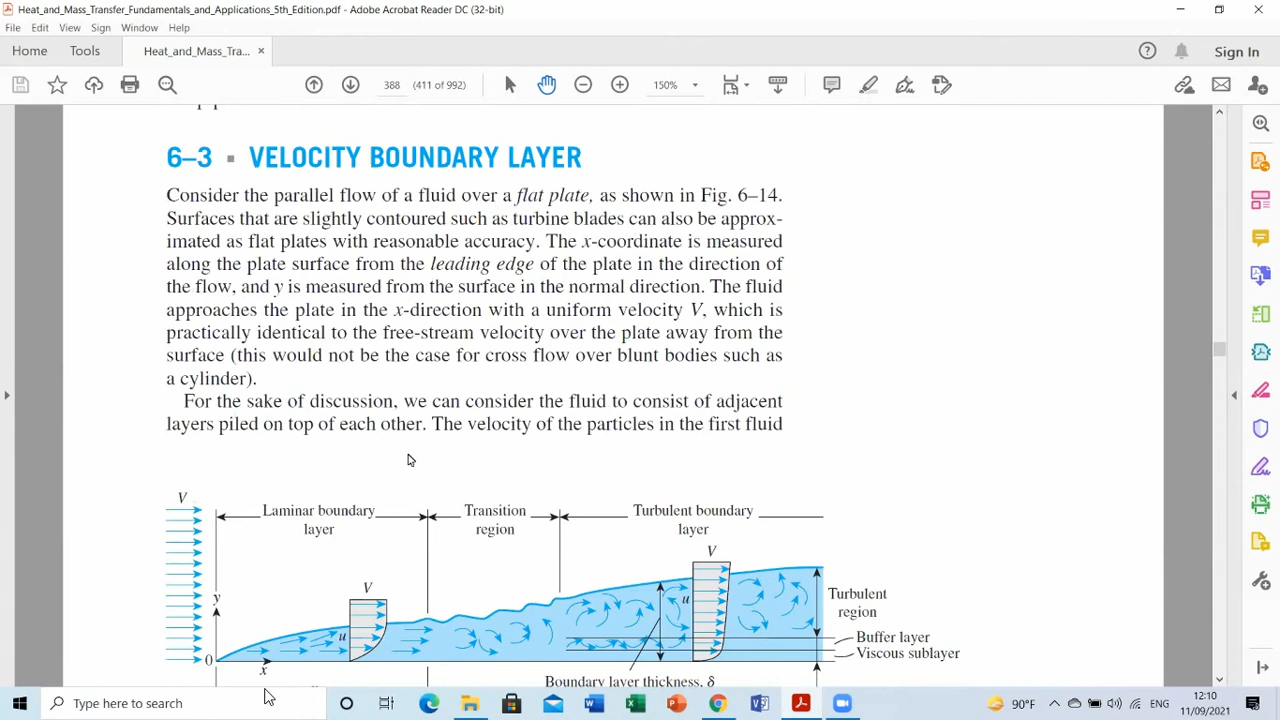 Heat_and_Mass_Transfer_Fundamentals_and_Applications_5th_Edition.pdf - Adobe Acrobat Reader DC (32-bit)
File Edit View Sign Window Help
Home Tools Heat_and_Mass_Tra... × Sign In
388 (411 of 992) 150%
6–3 ▪ VELOCITY BOUNDARY LAYER
Consider the parallel flow of a fluid over a flat plate, as shown in Fig. 6–14.
Surfaces that are slightly contoured such as turbine blades can also be approx-
imated as flat plates with reasonable accuracy. The x-coordinate is measured
along the plate surface from the leading edge of the plate in the direction of
the flow, and y is measured from the surface in the normal direction. The fluid
approaches the plate in the x-direction with a uniform velocity V, which is
practically identical to the free-stream velocity over the plate away from the
surface (this would not be the case for cross flow over blunt bodies such as
a cylinder).
For the sake of discussion, we can consider the fluid to consist of adjacent
layers piled on top of each other. The velocity of the particles in the first fluid
V
Laminar boundary
layer
Transition
region
Turbulent boundary
layer
V
V
y
u
u
0
x
Turbulent
region
Buffer layer
Viscous sublayer
Boundary layer thickness, δ
Type here to search
90°F
ENG
12:10
11/09/2021